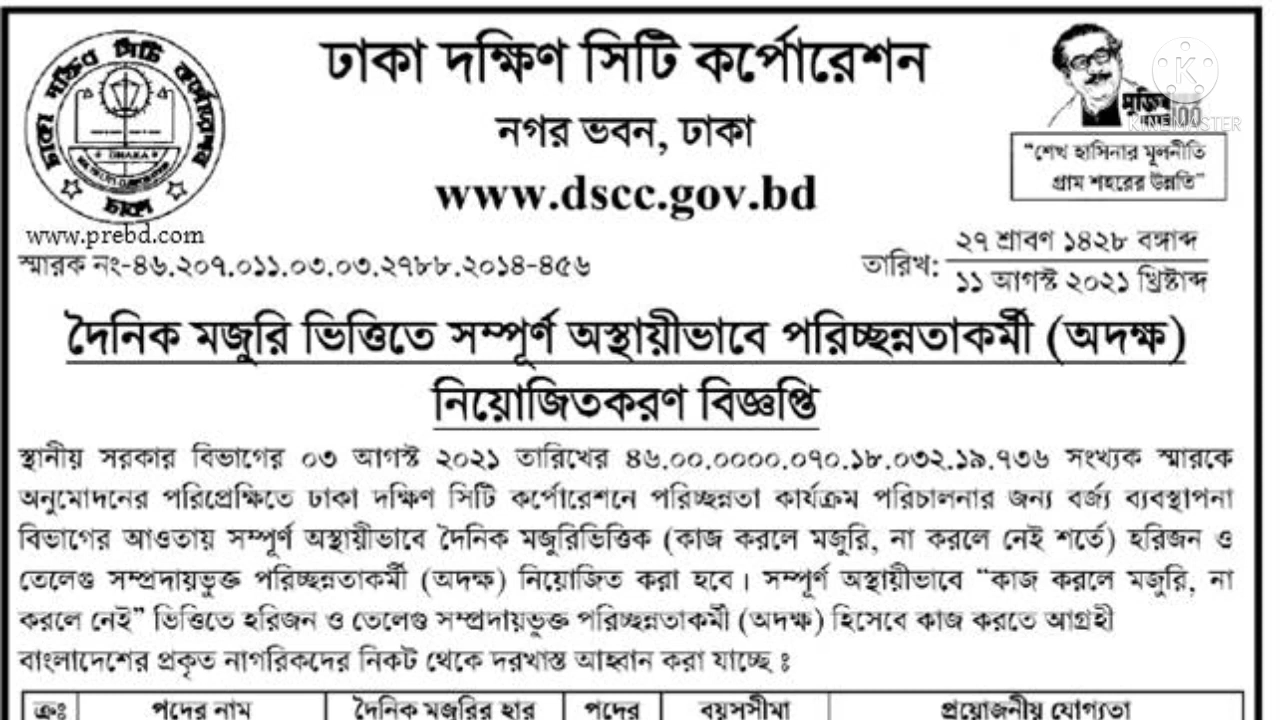 ঢাকা দক্ষিণ সিটি কর্পোরেশন
নগর ভবন, ঢাকা
www.dscc.gov.bd
ঢাকা দক্ষিণ সিটি কর্পোরেশন
DHAKA
ঢাকা
www.prebd.com
100
KINEMASTER
"শেখ হাসিনার মূলনীতি
গ্রাম শহরের উন্নতি"
স্মারক নং-৪৬.২০৭.০১১.০৩.০৩.২৭৮৮.২০১৪-৪৫৬
তারিখ: ২৭ শ্রাবণ ১৪২৮ বঙ্গাব্দ
১১ আগস্ট ২০২১ খ্রিষ্টাব্দ
দৈনিক মজুরি ভিত্তিতে সম্পূর্ণ অস্থায়ীভাবে পরিচ্ছন্নতাকর্মী (অদক্ষ)
নিয়োজিতকরণ বিজ্ঞপ্তি
স্থানীয় সরকার বিভাগের ০৩ আগস্ট ২০২১ তারিখের ৪৬.০০.০০০০.০৭০.১৮.০৩২.১৯.৭৩৬ সংখ্যক স্মারকে
অনুমোদনের পরিপ্রেক্ষিতে ঢাকা দক্ষিণ সিটি কর্পোরেশনে পরিচ্ছন্নতা কার্যক্রম পরিচালনার জন্য বর্জ্য ব্যবস্থাপনা
বিভাগের আওতায় সম্পূর্ণ অস্থায়ীভাবে দৈনিক মজুরিভিত্তিক (কাজ করলে মজুরি, না করলে নেই শর্তে) হরিজন ও
তেলেগু সম্প্রদায়ভুক্ত পরিচ্ছন্নতাকর্মী (অদক্ষ) নিয়োজিত করা হবে। সম্পূর্ণ অস্থায়ীভাবে "কাজ করলে মজুরি, না
করলে নেই" ভিত্তিতে হরিজন ও তেলেগু সম্প্রদায়ভুক্ত পরিচ্ছন্নতাকর্মী (অদক্ষ) হিসেবে কাজ করতে আগ্রহী
বাংলাদেশের প্রকৃত নাগরিকদের নিকট থেকে দরখাস্ত আহ্বান করা যাচ্ছে ঃ
ক্রঃ পদের নাম দৈনিক মজুরির হার পদের বয়সসীমা প্রয়োজনীয় যোগ্যতা